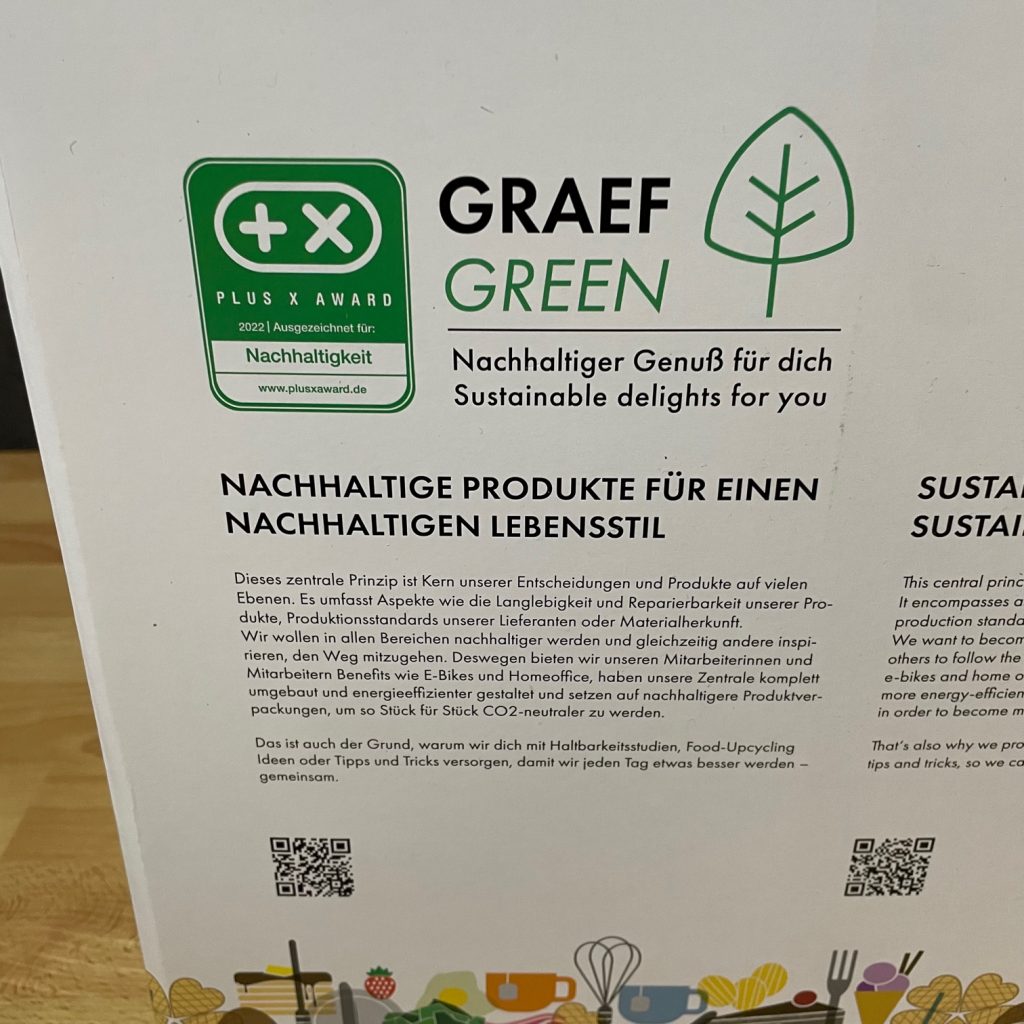 +X
PLUS X AWARD
2022 | Ausgezeichnet für:
Nachhaltigkeit
www.plusxaward.de
GRAEF
GREEN
Nachhaltiger Genuß für dich
Sustainable delights for you
NACHHALTIGE PRODUKTE FÜR EINEN
NACHHALTIGEN LEBENSSTIL
Dieses zentrale Prinzip ist Kern unserer Entscheidungen und Produkte auf vielen
Ebenen. Es umfasst Aspekte wie die Langlebigkeit und Reparierbarkeit unserer Pro-
dukte, Produktionsstandards unserer Lieferanten oder Materialherkunft.
Wir wollen in allen Bereichen nachhaltiger werden und gleichzeitig andere inspi-
rieren, den Weg mitzugehen. Deswegen bieten wir unseren Mitarbeiterinnen und
Mitarbeitern Benefits wie E-Bikes und Homeoffice, haben unsere Zentrale komplett
umgebaut und energieeffizienter gestaltet und setzen auf nachhaltigere Produktver-
packungen, um so Stück für Stück CO2-neutraler zu werden.
Das ist auch der Grund, warum wir dich mit Haltbarkeitsstudien, Food-Upcycling
Ideen oder Tipps und Tricks versorgen, damit wir jeden Tag etwas besser werden –
gemeinsam.
SUSTAI
SUSTAI
This central princ
It encompasses a
production standa
We want to becom
others to follow the
e-bikes and home o
more energy-efficien
in order to become m
That's also why we pro
tips and tricks, so we ca